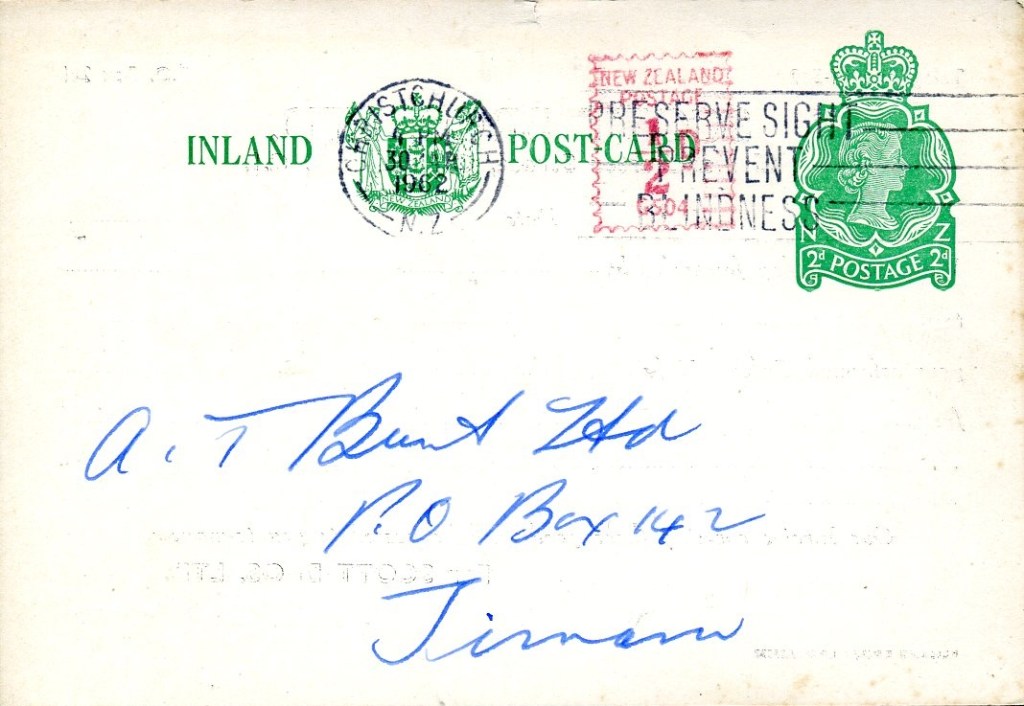 NEW ZEALAND
POSTAGE
1/2 D
CHRISTCHURCH
30
1962
N.Z.
INLAND POST-CARD
NEW ZEALAND
PRESERVE SIGHT
PREVENT
BLINDNESS
N Z
2d POSTAGE 2d
A. T Bunt Ltd
P.O Box 142
Timaru